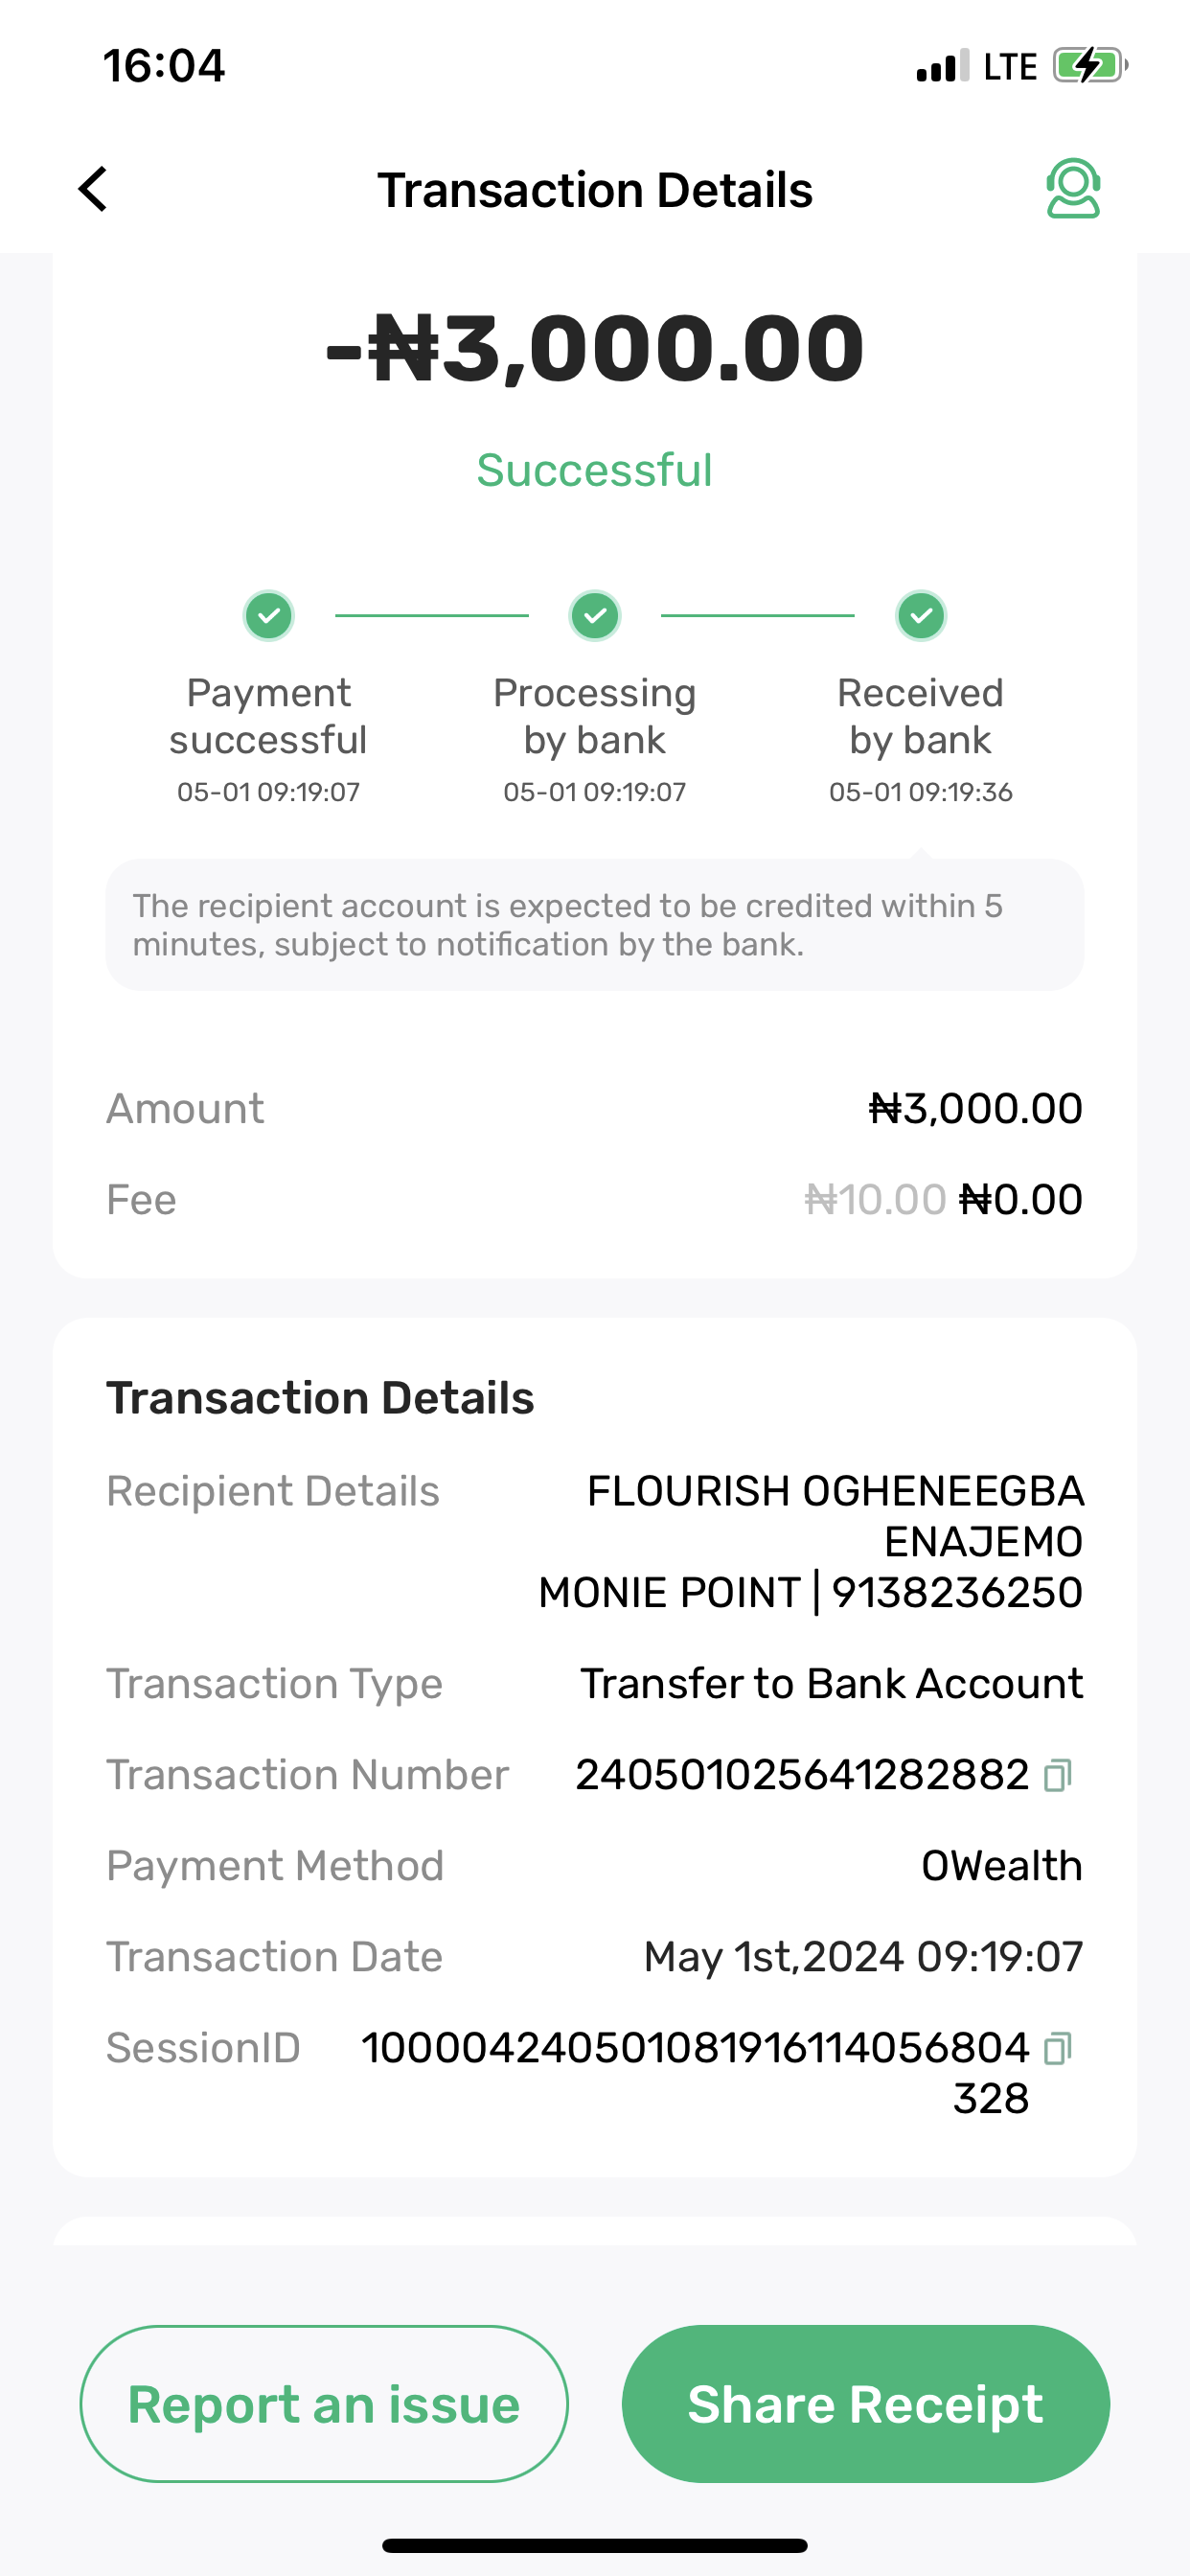 16:04
LTE
Transaction Details
-₦3,000.00
Successful
Payment
successful
05-01 09:19:07
Processing
by bank
05-01 09:19:07
Received
by bank
05-01 09:19:36
The recipient account is expected to be credited within 5
minutes, subject to notification by the bank.
Amount ₦3,000.00
Fee ₦10.00 ₦0.00
Transaction Details
Recipient Details FLOURISH OGHENEEGBA
ENAJEMO
MONIE POINT | 9138236250
Transaction Type Transfer to Bank Account
Transaction Number 240501025641282882
Payment Method OWealth
Transaction Date May 1st,2024 09:19:07
SessionID 100004240501081916114056804
328
Report an issue
Share Receipt